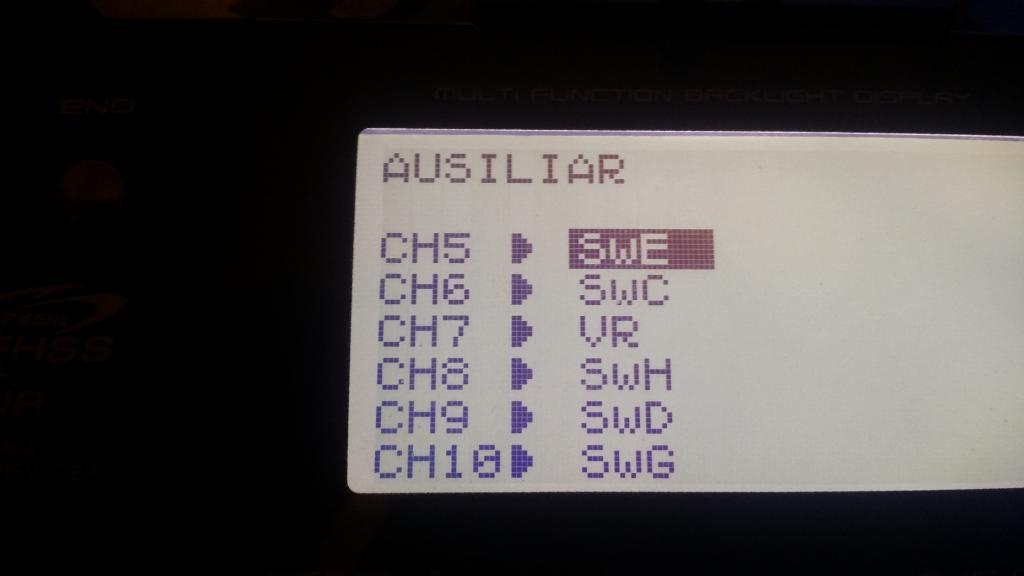 END
MULTI FUNCTION BACKLIGHT DISPLAY
AUSILIAR
CH5 SwE
CH6 SwC
CH7 VR
CH8 SwH
CH9 SwD
CH10 SwG
FHSS